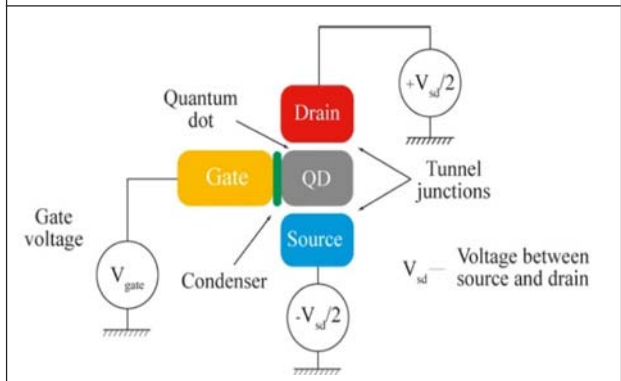 +V_sd/2
Quantum
dot
Drain
Gate
QD
Tunnel
junctions
Gate
voltage
Source
V_gate
Condenser
V_sd — Voltage between
source and drain
-V_sd/2